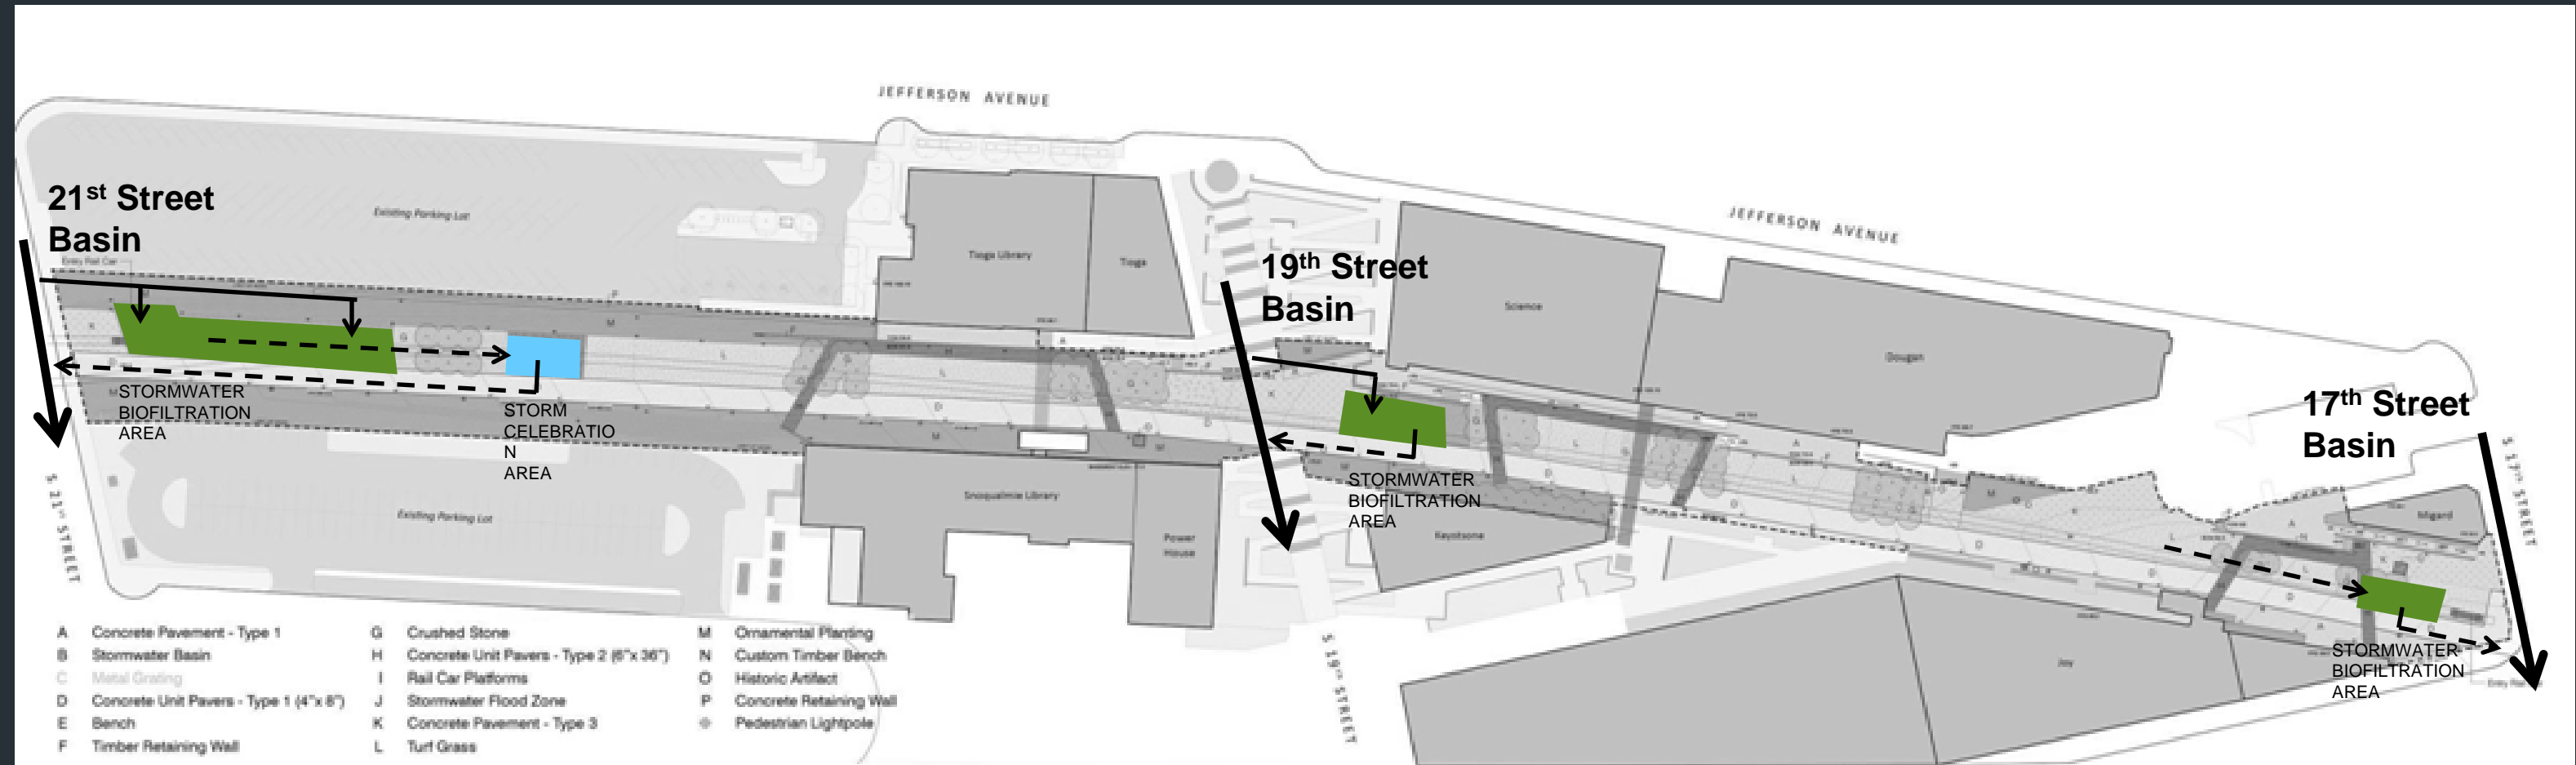 JEFFERSON AVENUE
JEFFERSON AVENUE
21st Street
Basin
Existing Parking Lot
Entry Rail Car
Tioga Library
Tioga
19th Street
Basin
Science
Dougan
17th Street
Basin
S 17TH STREET
STORMWATER
BIOFILTRATION
AREA
STORM
CELEBRATIO
N
AREA
STORMWATER
BIOFILTRATION
AREA
S 21ST STREET
Existing Parking Lot
Snoqualmie Library
Power
House
Keystone
Migard
Joy
STORMWATER
BIOFILTRATION
AREA
S 19TH STREET
A Concrete Pavement - Type 1
B Stormwater Basin
C Metal Grating
D Concrete Unit Pavers - Type 1 (4"x 8")
E Bench
F Timber Retaining Wall
G Crushed Stone
H Concrete Unit Pavers - Type 2 (6"x 36")
I Rail Car Platforms
J Stormwater Flood Zone
K Concrete Pavement - Type 3
L Turf Grass
M Ornamental Planting
N Custom Timber Bench
O Historic Artifact
P Concrete Retaining Wall
Pedestrian Lightpole